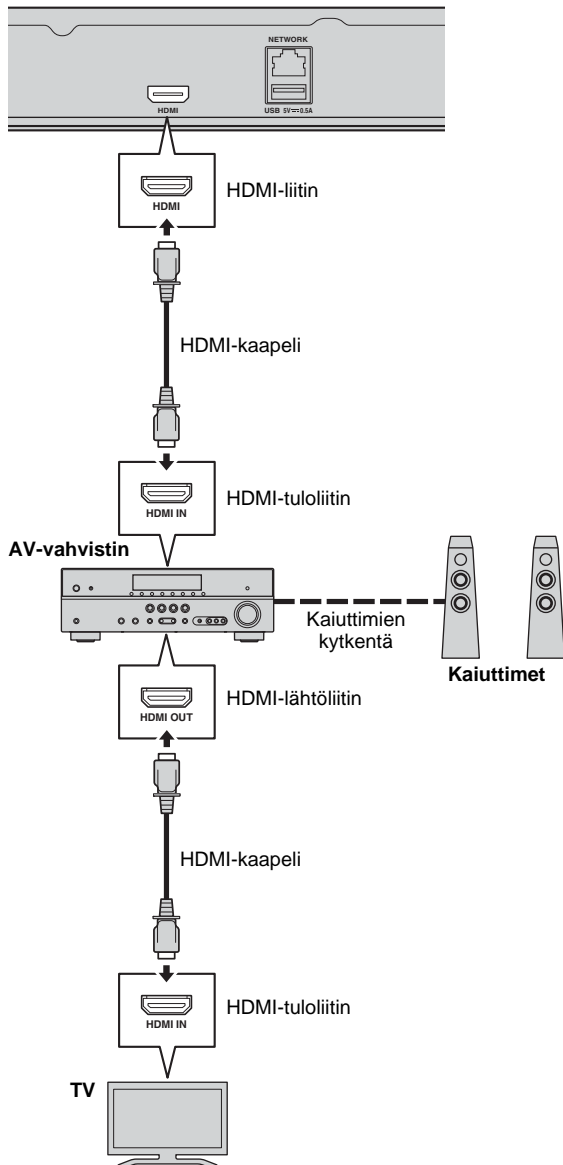 NETWORK
HDMI
USB 5V⎓0.5A
HDMI
HDMI-liitin
HDMI-kaapeli
HDMI IN
HDMI-tuloliitin
AV-vahvistin
Kaiuttimien
kytkentä
Kaiuttimet
HDMI OUT
HDMI-lähtöliitin
HDMI-kaapeli
HDMI IN
HDMI-tuloliitin
TV